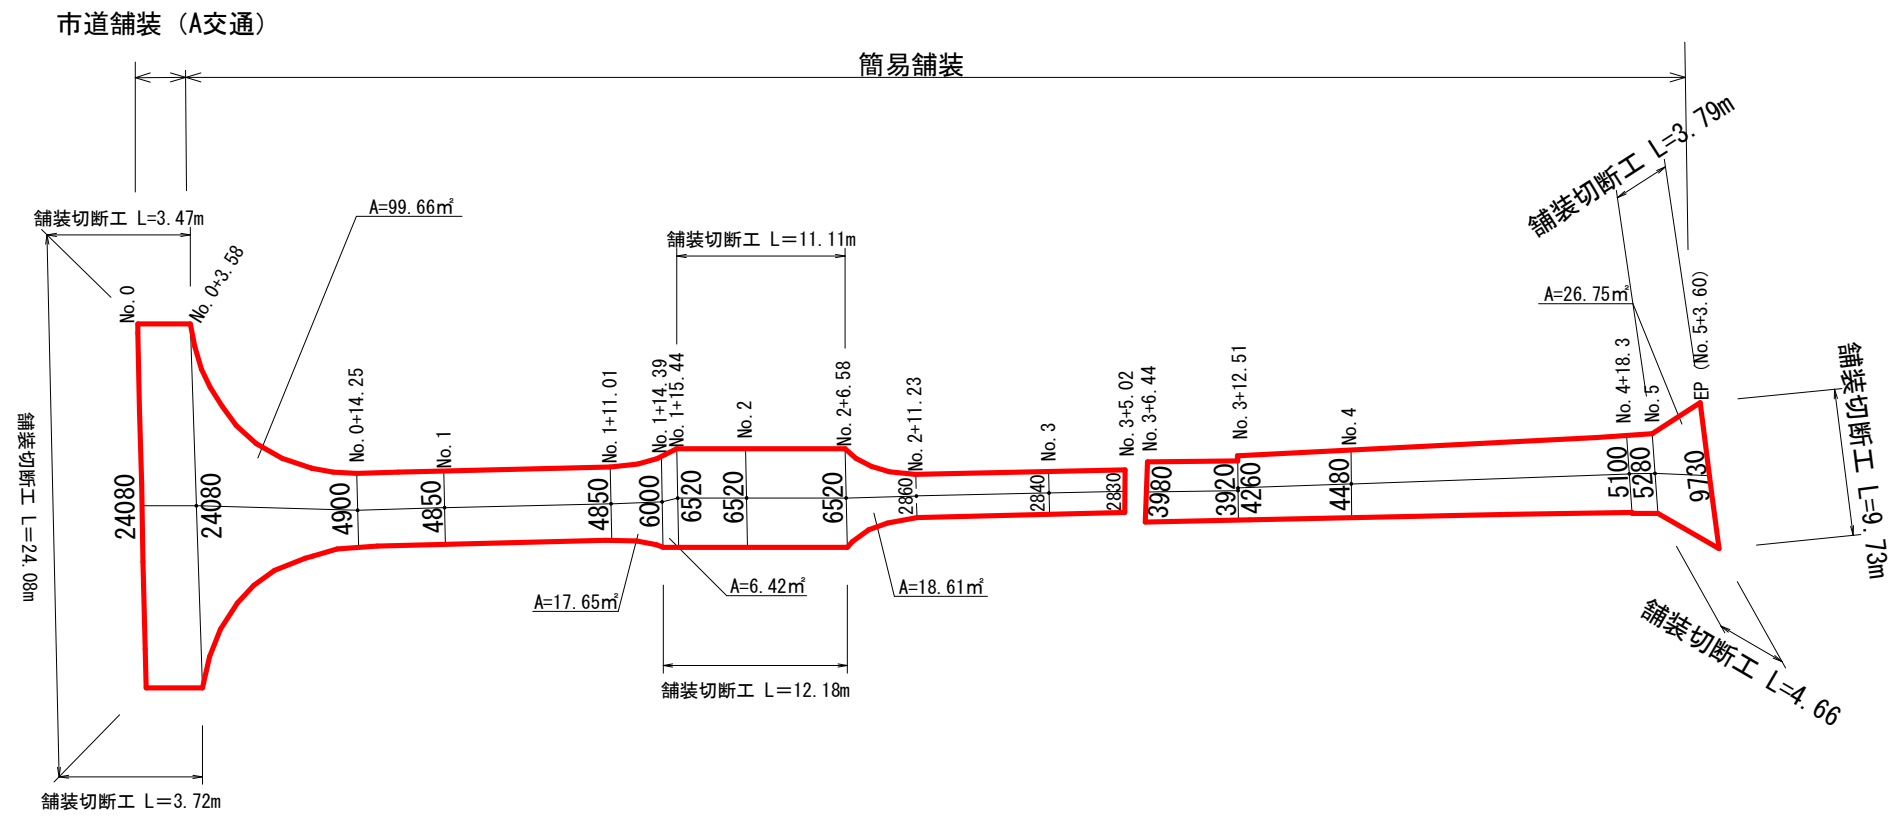 市道舗装（A交通）
簡易舗装
舗装切断工 L=3.79m
A=99.66㎡
舗装切断工 L=3.47m
舗装切断工 L＝11.11m
No.0
No.0+3.58
No.0+14.25
No.1
No.1+11.01
No.1+14.39
No.1+15.44
No.2
No.2+6.58
No.2+11.23
No.3
No.3+5.02
No.3+6.44
No.3+12.51
No.4
No.4+18.3
No.5
EP (No.5+3.60)
A=26.75㎡
舗装切断工 L=9.73m
舗装切断工 L＝24.08m
24080
24080
4900
4850
4850
6000
6520
6520
6520
2860
2840
2830
3980
3920
4260
4480
5100
5280
9730
A=17.65㎡
A=6.42㎡
A=18.61㎡
舗装切断工 L＝12.18m
舗装切断工 L=4.66
舗装切断工 L＝3.72m